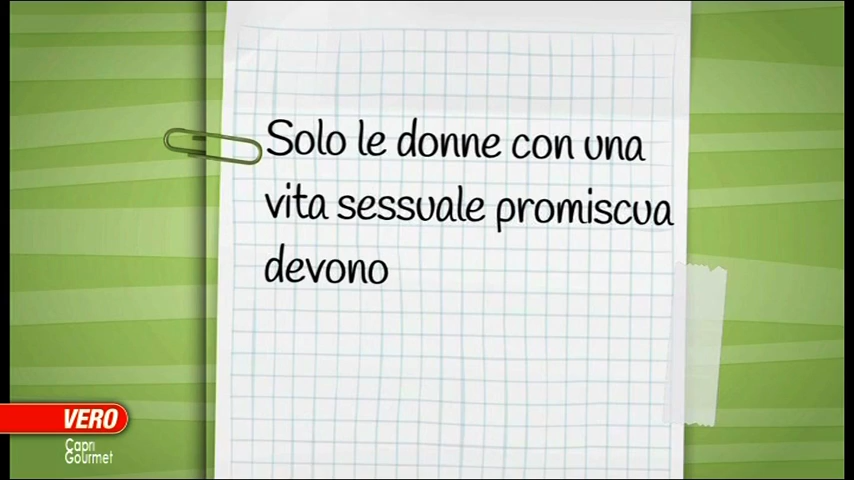 Solo le donne con una
vita sessuale promiscua
devono
VERO
Capri
Gourmet